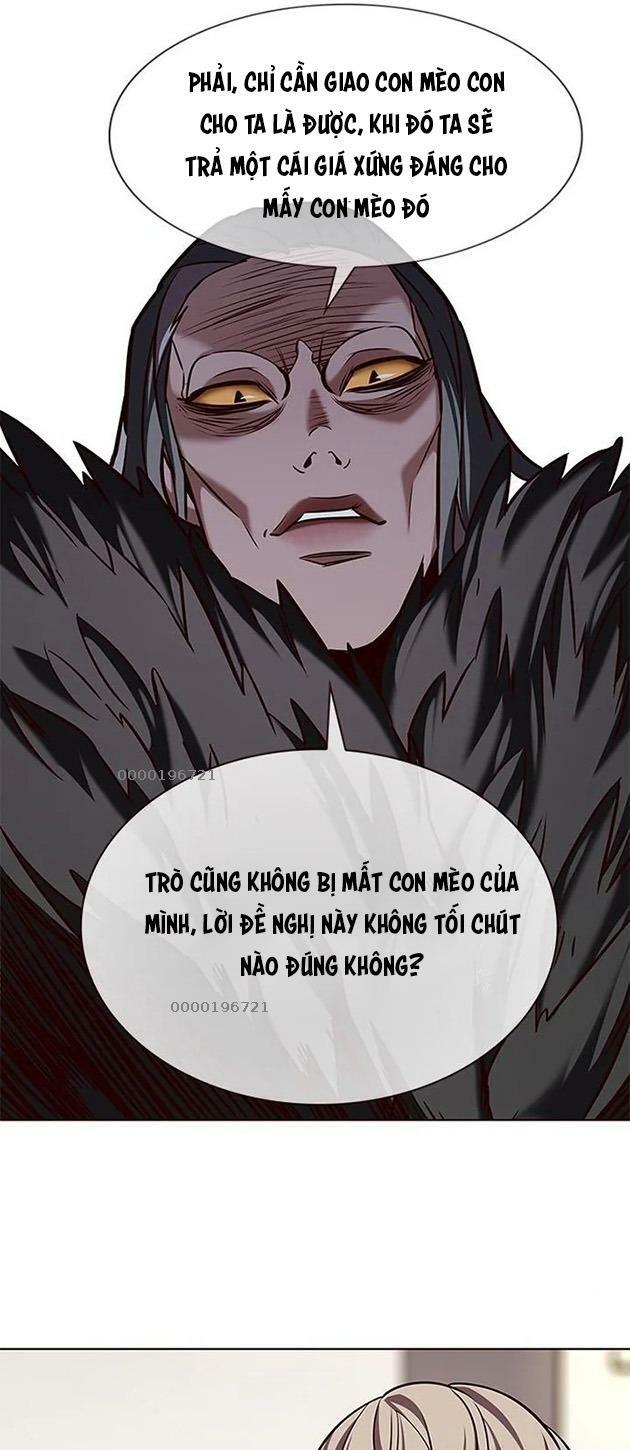 PHẢI, CHỈ CẦN GIAO CON MÈO CON
CHO TA LÀ ĐƯỢC, KHI ĐÓ TA SẼ
TRẢ MỘT CÁI GIÁ XỨNG ĐÁNG CHO
MẤY CON MÈO ĐÓ
0000196721
TRÒ CŨNG KHÔNG BỊ MẤT CON MÈO CỦA
MÌNH, LỜI ĐỀ NGHỊ NÀY KHÔNG TỐI CHÚT
NÀO ĐÚNG KHÔNG?
0000196721